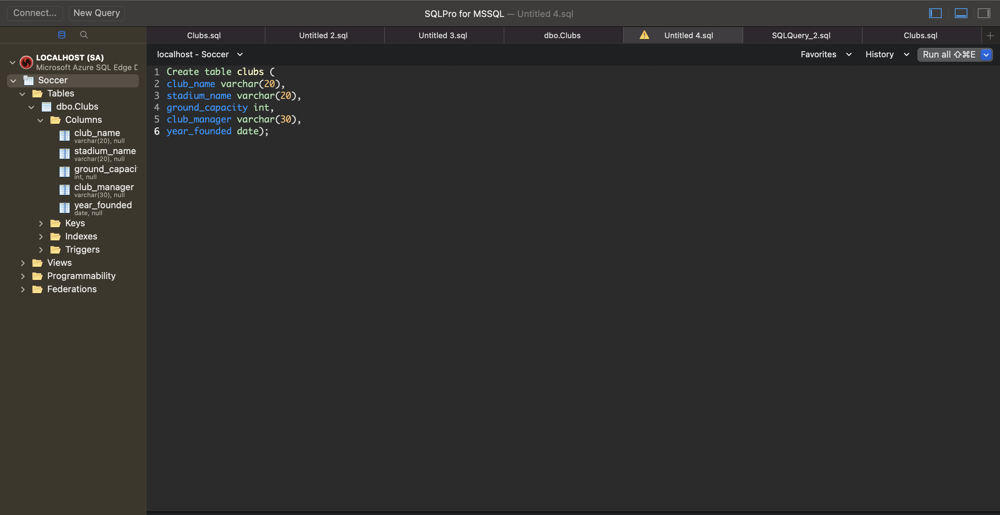 Connect...
New Query
SQLPro for MSSQL — Untitled 4.sql
Clubs.sql
Untitled 2.sql
Untitled 3.sql
dbo.Clubs
Untitled 4.sql
SQLQuery_2.sql
Clubs.sql
localhost - Soccer
Favorites
History
Run all ⇧⌘E
LOCALHOST (SA)
Microsoft Azure SQL Edge D
Soccer
Tables
dbo.Clubs
Columns
club_name
varchar(20), null
stadium_name
varchar(20), null
ground_capaci
int, null
club_manager
varchar(30), null
year_founded
date, null
Keys
Indexes
Triggers
Views
Programmability
Federations
1 Create table clubs (
2 club_name varchar(20),
3 stadium_name varchar(20),
4 ground_capacity int,
5 club_manager varchar(30),
6 year_founded date);